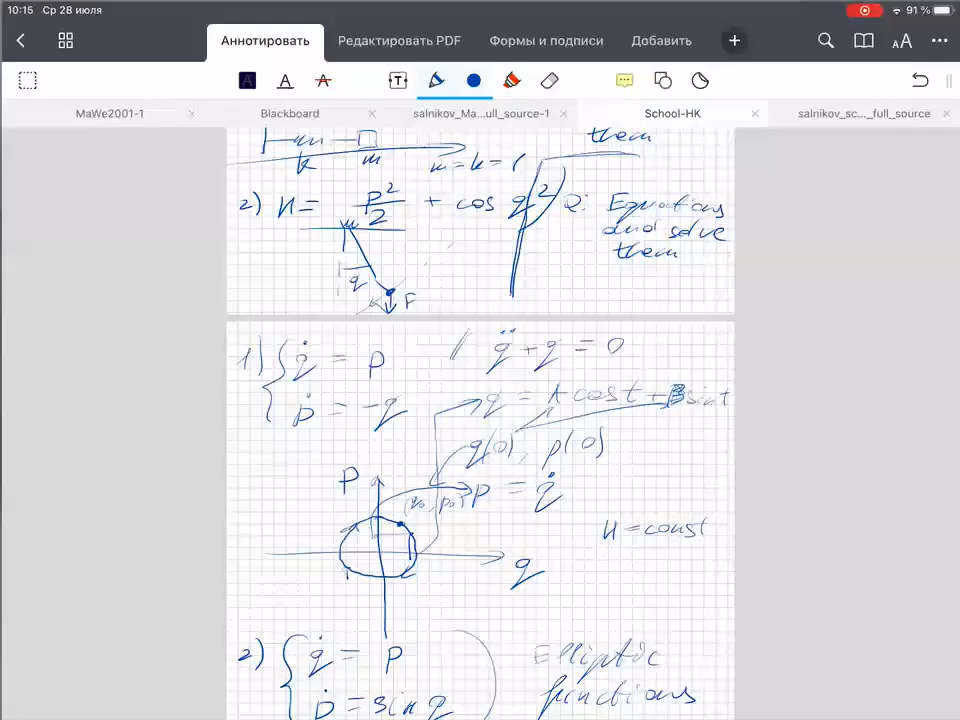 10:15 Ср 28 июля 91 %
Аннотировать Редактировать PDF Формы и подписи Добавить
MaWe2001-1 Blackboard salnikov_Ma...ull_source-1 School-HK salnikov_sc..._full_source
k m m = k = 1 them
2) H = p²/2 + cos q Q: Equations
and solve
them
q F
1) { q̇ = p // q̈ + q = 0
ṗ = -q → q = A cos t + B sin t
q(0), p(0)
P (q₀, p₀) p = q̇
H = const
q
2) { q̇ = p Elliptic
ṗ = sin q functions